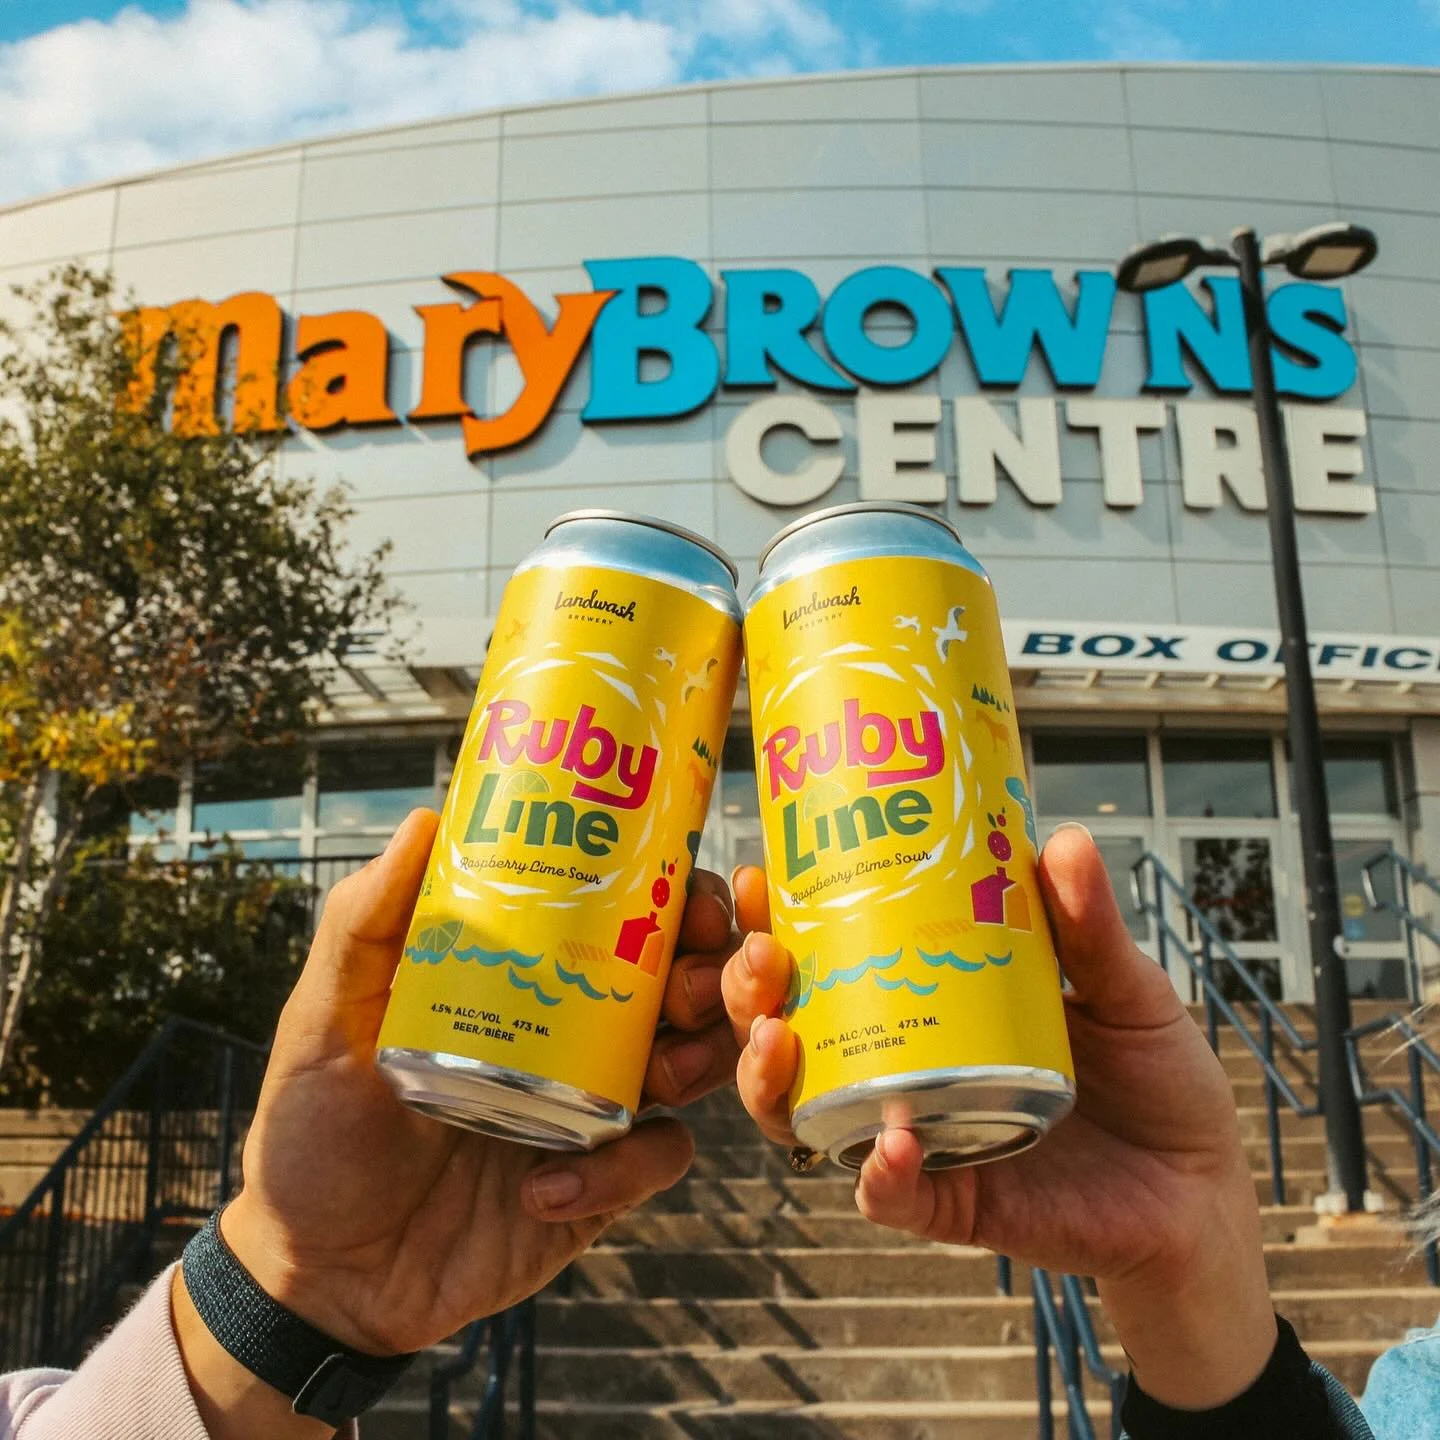 maryBROWNS
CENTRE
BOX OFFIC
Landwash
BREWERY
Ruby
Line
Raspberry Lime Sour
4.5% ALC/VOL 473 ML
BEER/BIÈRE
Landwash
BREWERY
Ruby
Line
Raspberry Lime Sour
4.5% ALC/VOL 473 ML
BEER/BIÈRE